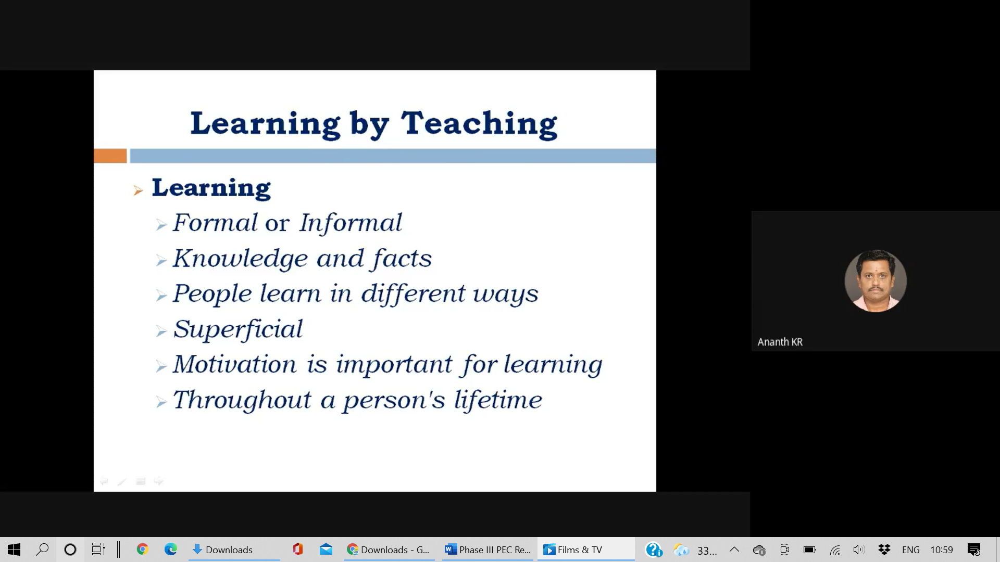 Learning by Teaching
Learning
Formal or Informal
Knowledge and facts
People learn in different ways
Superficial
Motivation is important for learning
Throughout a person's lifetime
Ananth KR
Downloads
Downloads - G...
Phase III PEC Re...
Films & TV
33...
ENG
10:59